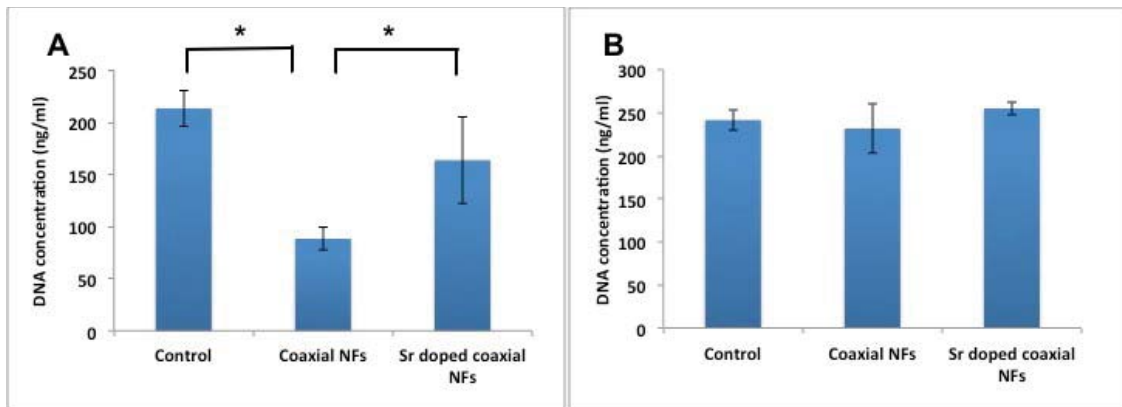 A
*
*
DNA concentration (ng/ml)
250
200
150
100
50
0
Control
Coaxial NFs
Sr doped coaxial
NFs
B
DNA concentration (ng/ml)
300
250
200
150
100
50
0
Control
Coaxial NFs
Sr doped coaxial
NFs